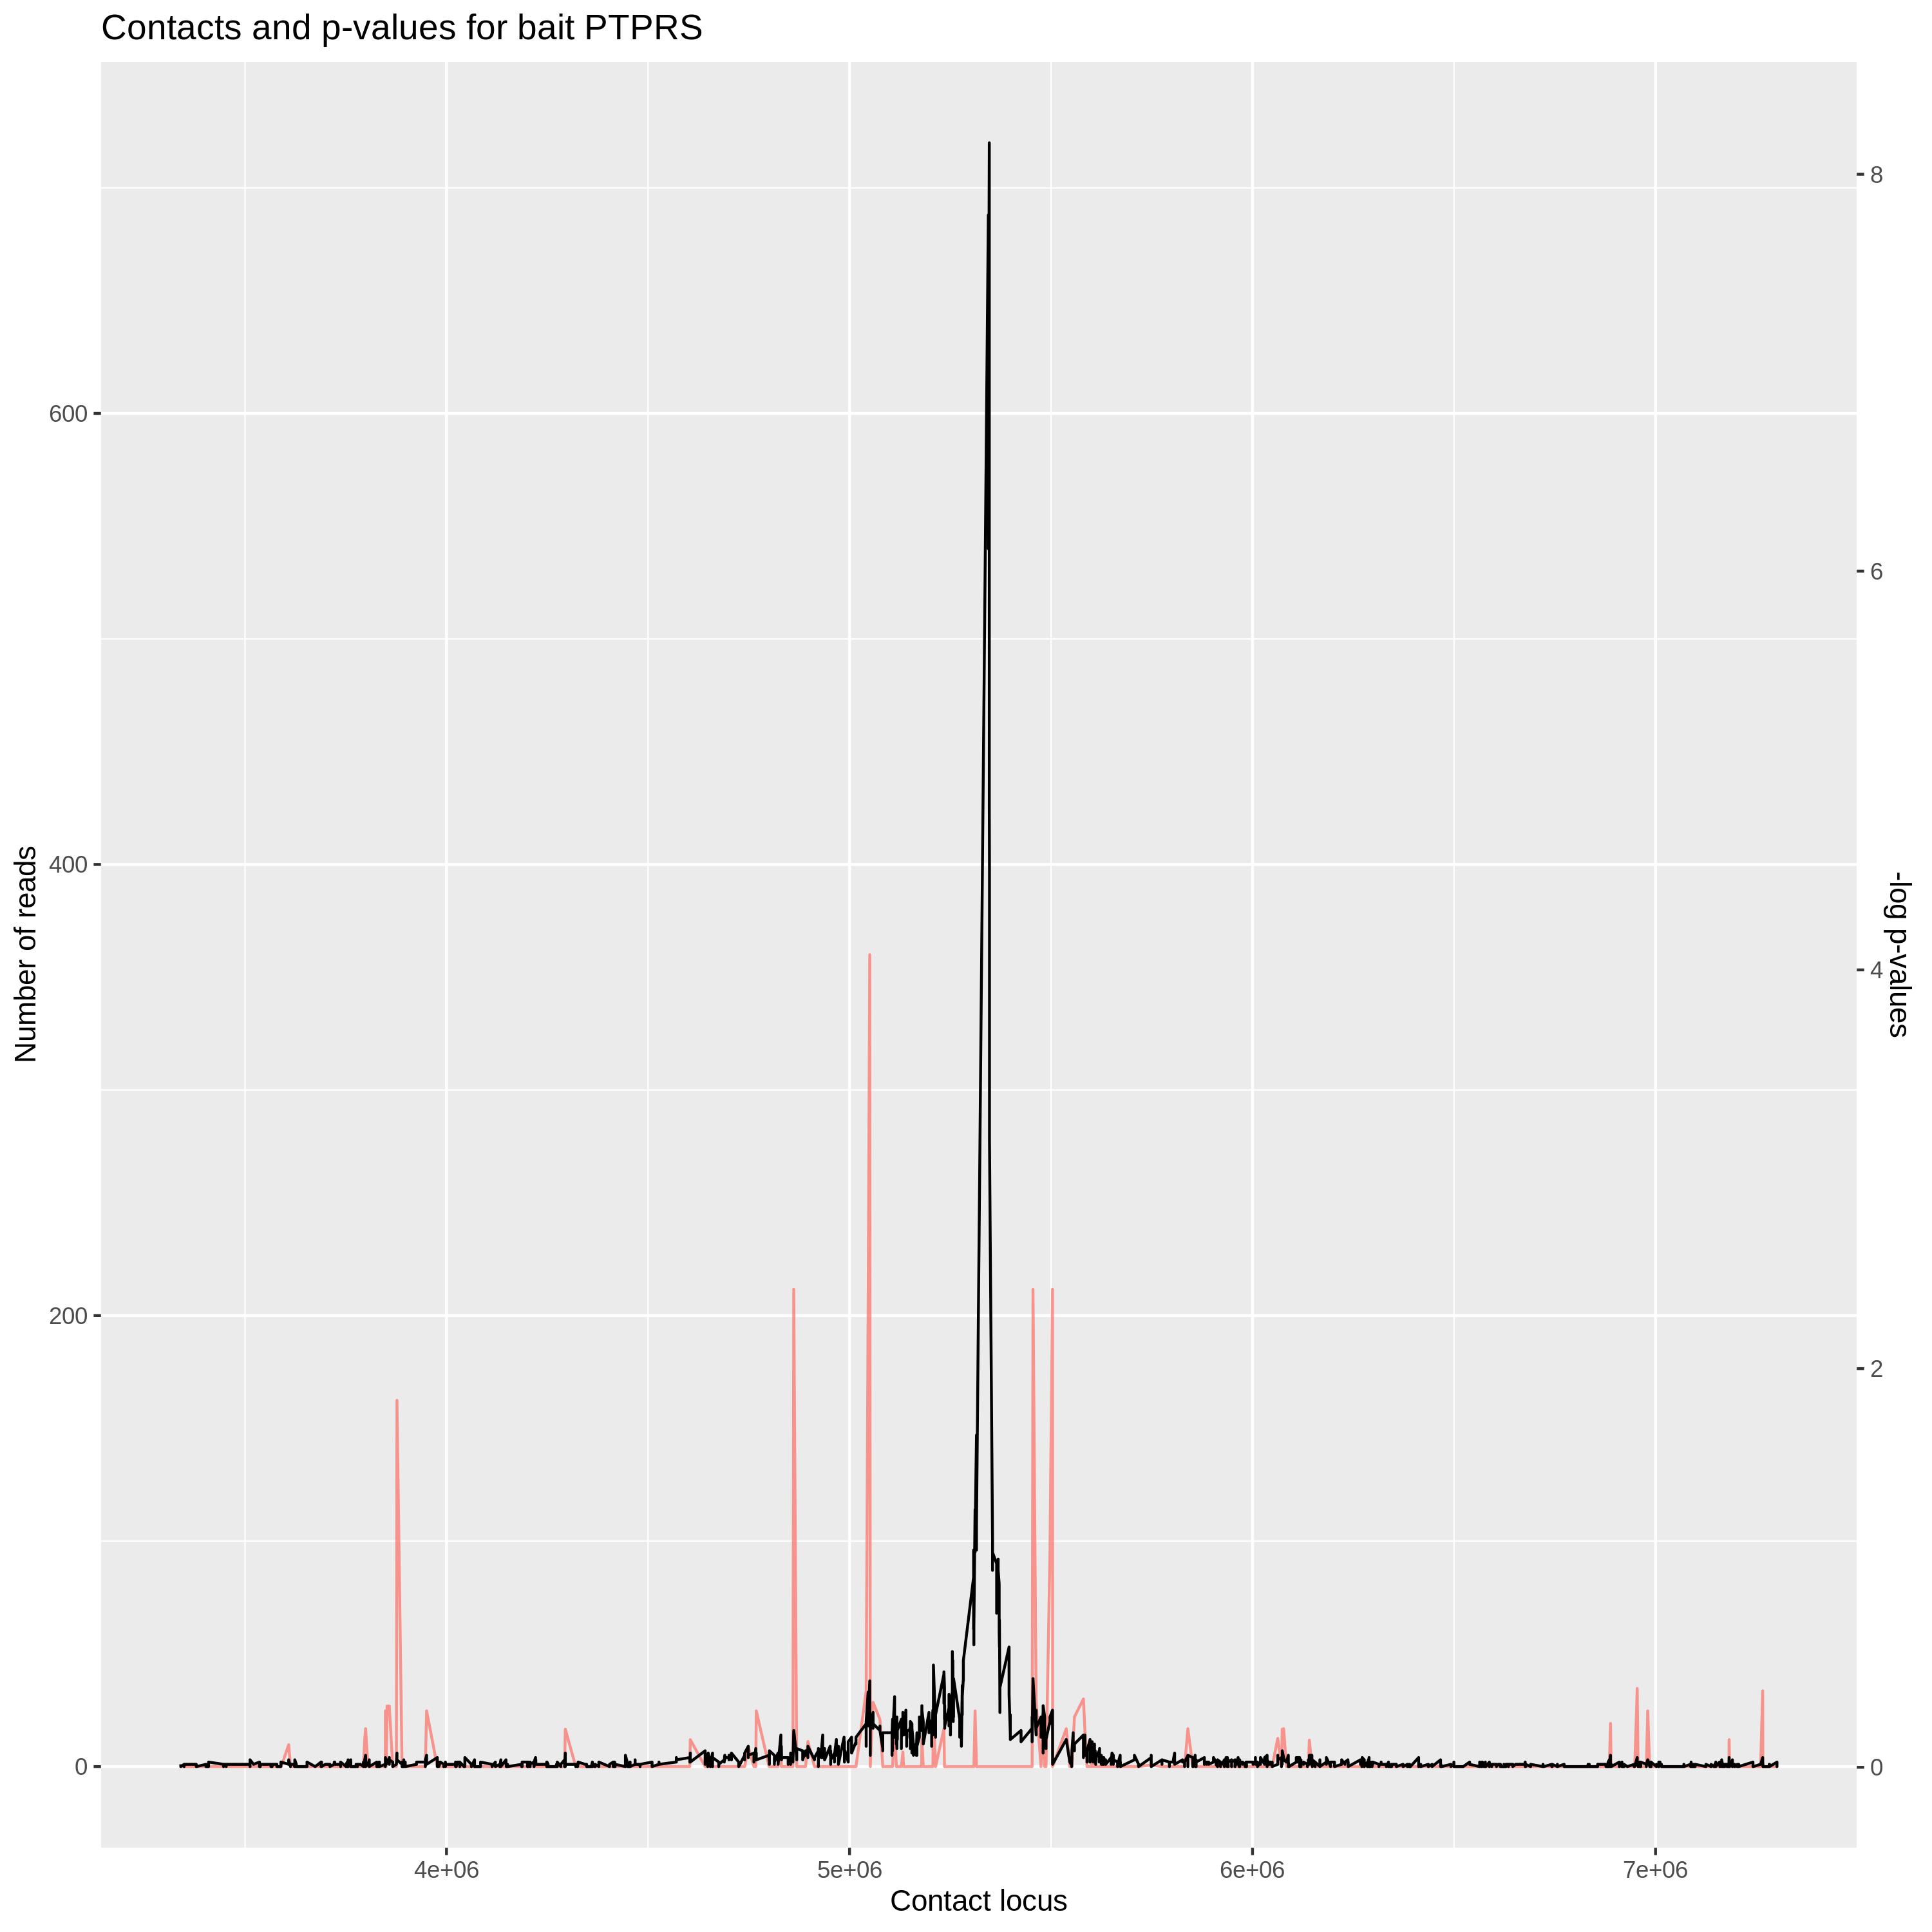 Contacts and p-values for bait PTPRS
Number of reads
600
400
200
0
8
6
4
2
0
-log p-values
4e+06
5e+06
6e+06
7e+06
Contact locus